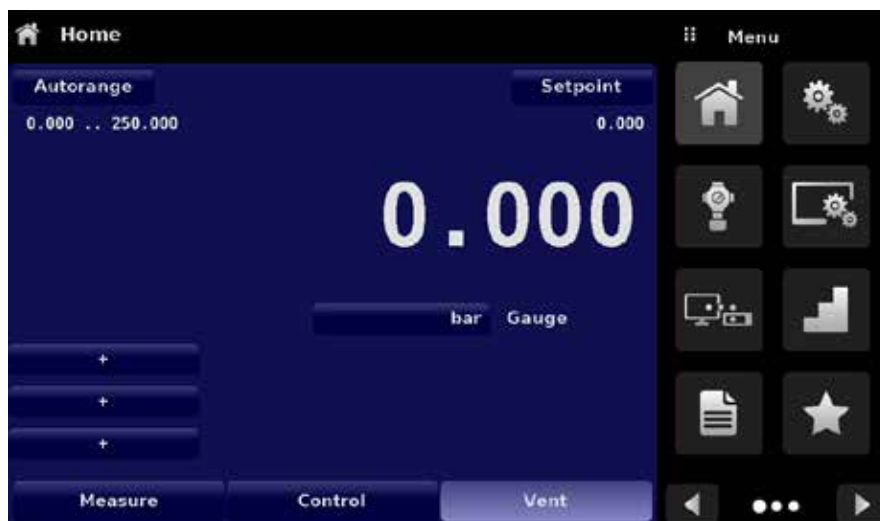 Home
Menu
Autorange
Setpoint
0.000 .. 250.000
0.000
0.000
bar Gauge
+
+
+
Measure Control Vent